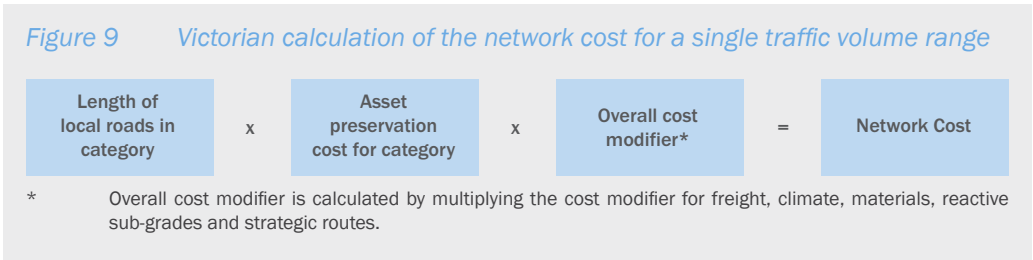 Figure 9 Victorian calculation of the network cost for a single traffic volume range
Length of
local roads in
category
x
Asset
preservation
cost for category
x
Overall cost
modifier*
=
Network Cost
* Overall cost modifier is calculated by multiplying the cost modifier for freight, climate, materials, reactive
sub-grades and strategic routes.